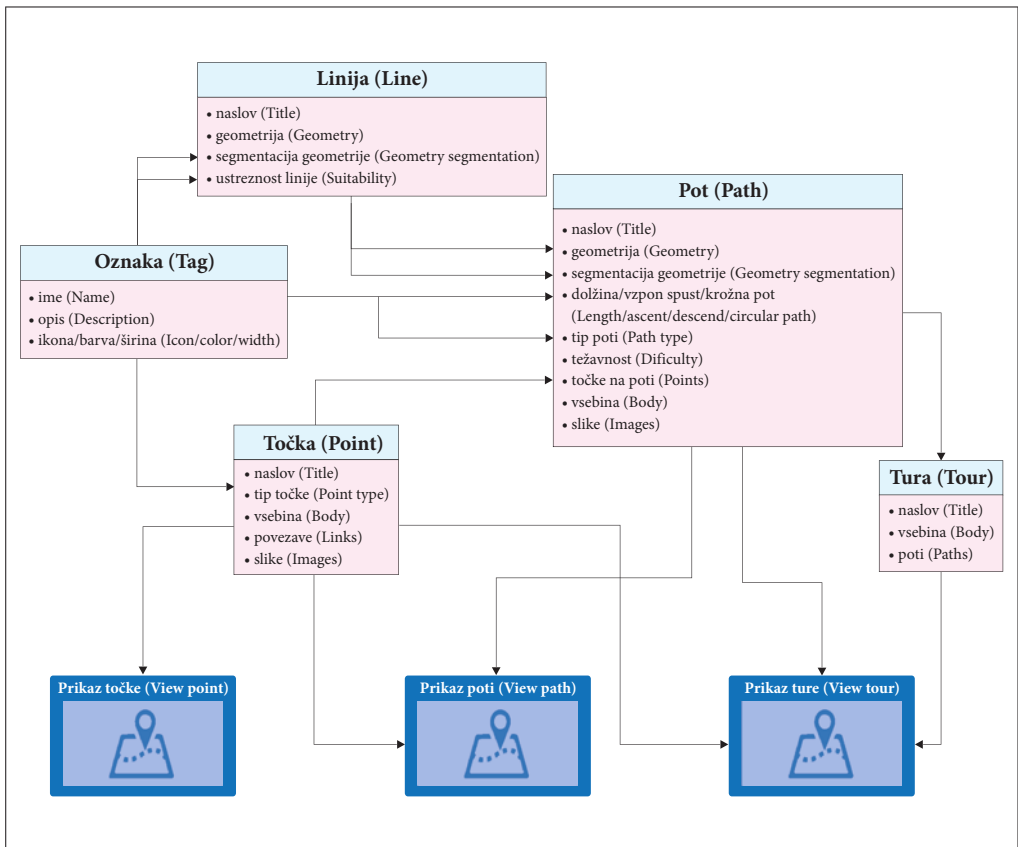 Linija (Line)
• naslov (Title)
• geometrija (Geometry)
• segmentacija geometrije (Geometry segmentation)
• ustreznost linije (Suitability)
Pot (Path)
• naslov (Title)
• geometrija (Geometry)
• segmentacija geometrije (Geometry segmentation)
• dolžina/vzpon spust/krožna pot
(Length/ascent/descend/circular path)
• tip poti (Path type)
• težavnost (Dificulty)
• točke na poti (Points)
• vsebina (Body)
• slike (Images)
Oznaka (Tag)
• ime (Name)
• opis (Description)
• ikona/barva/širina (Icon/color/width)
Točka (Point)
• naslov (Title)
• tip točke (Point type)
• vsebina (Body)
• povezave (Links)
• slike (Images)
Tura (Tour)
• naslov (Title)
• vsebina (Body)
• poti (Paths)
Prikaz točke (View point)
Prikaz poti (View path)
Prikaz ture (View tour)